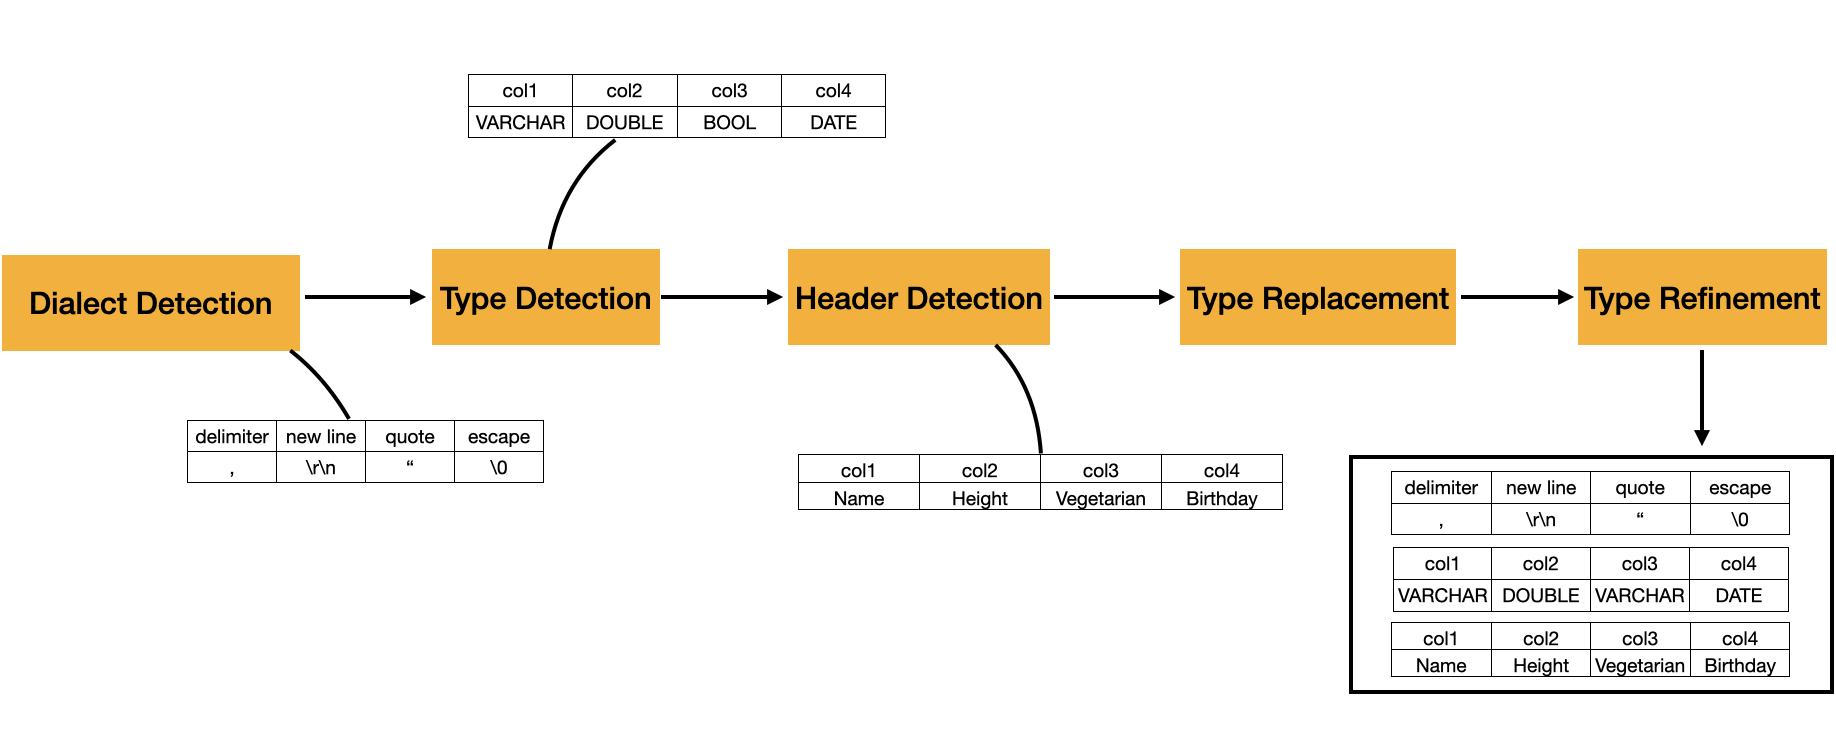 col1 col2 col3 col4
VARCHAR DOUBLE BOOL DATE
Dialect Detection
Type Detection
Header Detection
Type Replacement
Type Refinement
delimiter new line quote escape
, \r\n “ \0
col1 col2 col3 col4
Name Height Vegetarian Birthday
delimiter new line quote escape
, \r\n “ \0
col1 col2 col3 col4
VARCHAR DOUBLE VARCHAR DATE
col1 col2 col3 col4
Name Height Vegetarian Birthday